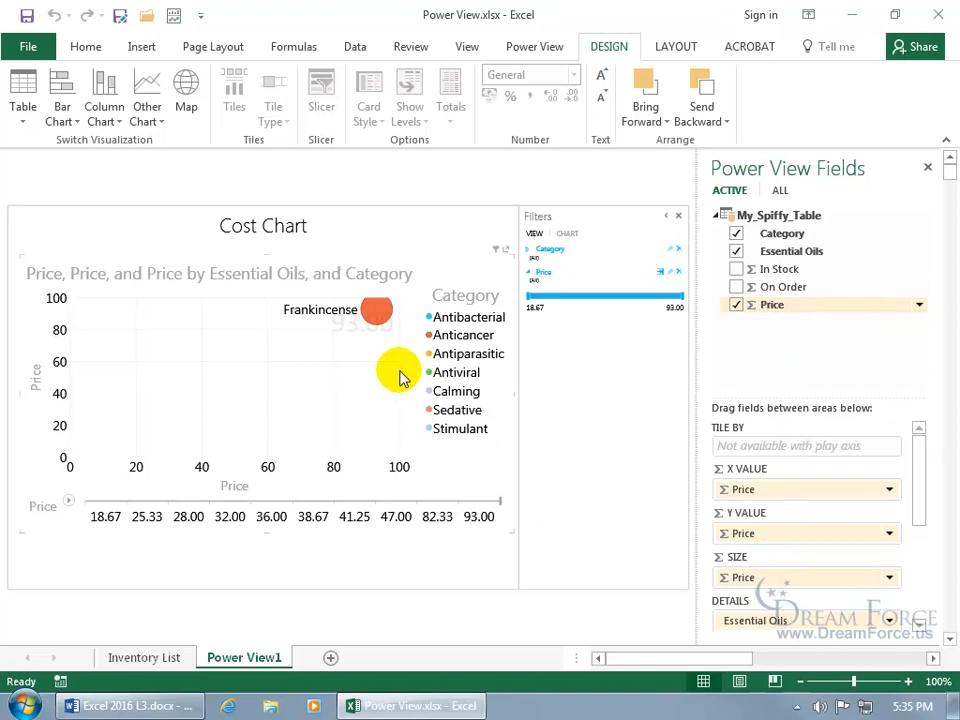 Power View.xlsx - Excel
Sign in
File
Home
Insert
Page Layout
Formulas
Data
Review
View
Power View
DESIGN
LAYOUT
ACROBAT
Tell me
Share
Table
Bar Chart
Column Chart
Other Chart
Map
Tiles
Tile Type
Slicer
Card Style
Show Levels
Totals
General
$ % , .00 .0
A
A
Bring Forward
Send Backward
Switch Visualization
Tiles
Slicer
Options
Number
Text
Arrange
Cost Chart
Price, Price, and Price by Essential Oils, and Category
100
80
60
40
20
0
Price
Frankincense
93.00
0 20 40 60 80 100
Price
Category
Antibacterial
Anticancer
Antiparasitic
Antiviral
Calming
Sedative
Stimulant
Price
18.67 25.33 28.00 32.00 36.00 38.67 41.25 47.00 82.33 93.00
Filters
VIEW CHART
Category
(All)
Price
(All)
18.67 93.00
Power View Fields
ACTIVE ALL
My_Spiffy_Table
Category
Essential Oils
Σ In Stock
Σ On Order
Σ Price
Drag fields between areas below:
TILE BY
Not available with play axis
Σ X VALUE
Σ Price
Σ Y VALUE
Σ Price
Σ SIZE
Σ Price
DETAILS
Essential Oils
DREAM FORCE
www.DreamForce.us
Inventory List
Power View1
Ready
100%
Excel 2016 L3.docx - ...
Power View.xlsx - Excel
5:35 PM